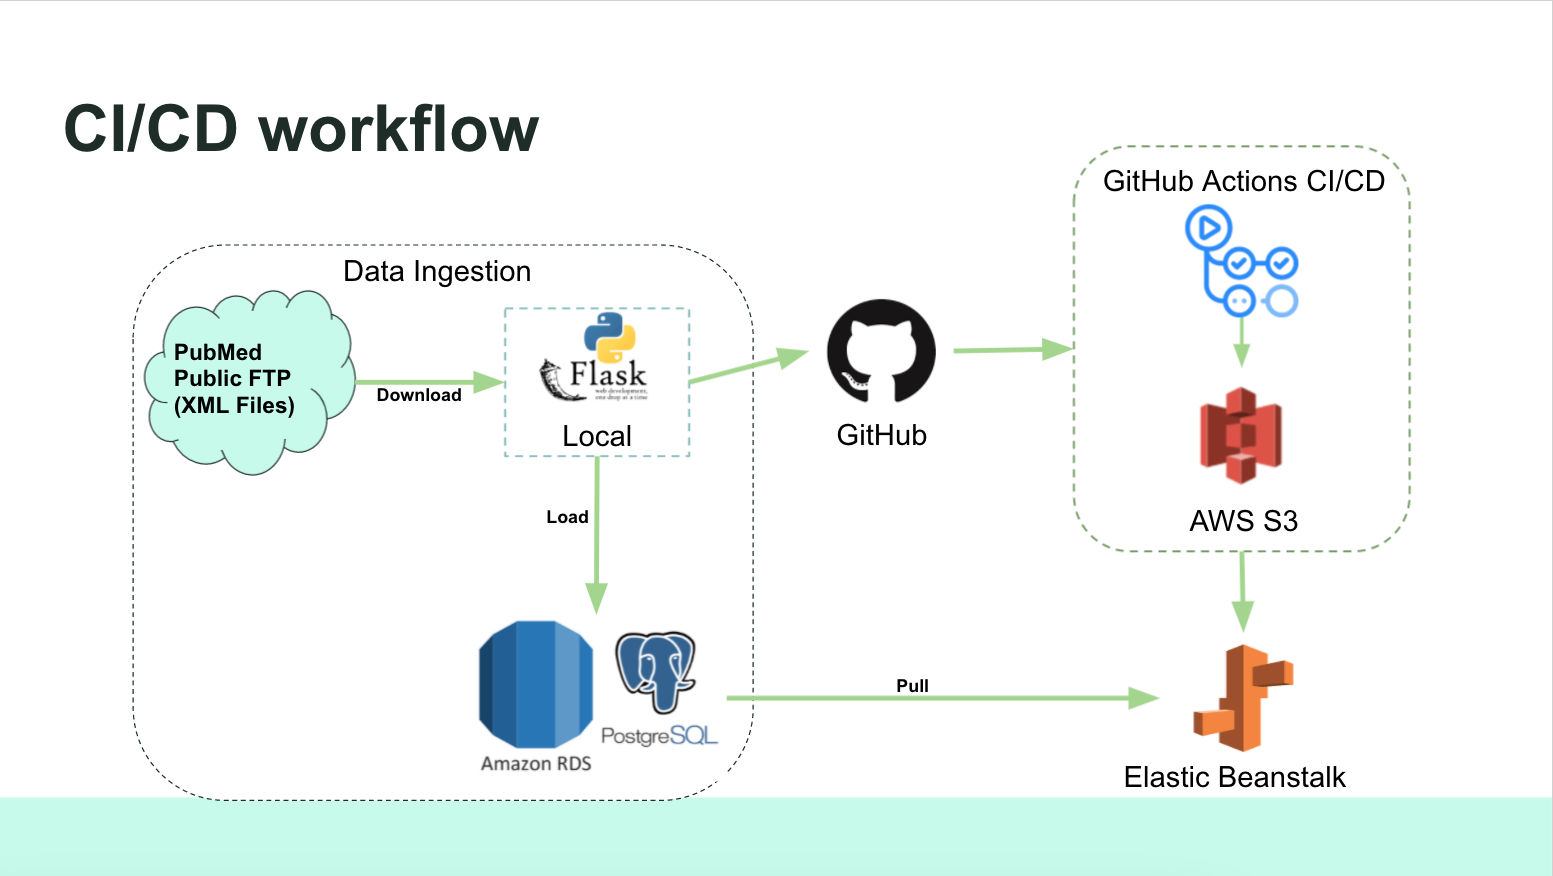 CI/CD workflow
GitHub Actions CI/CD
Data Ingestion
PubMed
Public FTP
(XML Files)
Download
Flask
web development,
one drop at a time
Local
GitHub
AWS S3
Load
Pull
PostgreSQL
Amazon RDS
Elastic Beanstalk